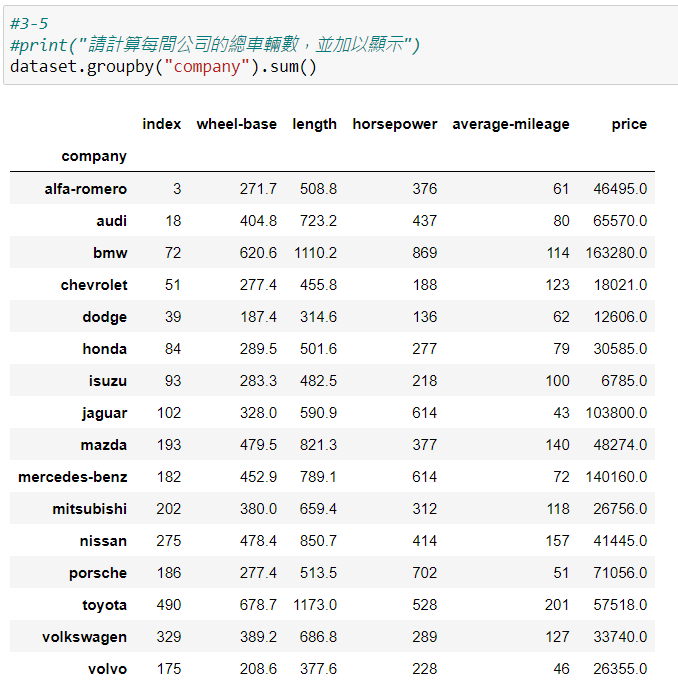 #3-5
#print("請計算每間公司的總車輛數，並加以顯示")
dataset.groupby("company").sum()
index wheel-base length horsepower average-mileage price
company
alfa-romero 3 271.7 508.8 376 61 46495.0
audi 18 404.8 723.2 437 80 65570.0
bmw 72 620.6 1110.2 869 114 163280.0
chevrolet 51 277.4 455.8 188 123 18021.0
dodge 39 187.4 314.6 136 62 12606.0
honda 84 289.5 501.6 277 79 30585.0
isuzu 93 283.3 482.5 218 100 6785.0
jaguar 102 328.0 590.9 614 43 103800.0
mazda 193 479.5 821.3 377 140 48274.0
mercedes-benz 182 452.9 789.1 614 72 140160.0
mitsubishi 202 380.0 659.4 312 118 26756.0
nissan 275 478.4 850.7 414 157 41445.0
porsche 186 277.4 513.5 702 51 71056.0
toyota 490 678.7 1173.0 528 201 57518.0
volkswagen 329 389.2 686.8 289 127 33740.0
volvo 175 208.6 377.6 228 46 26355.0